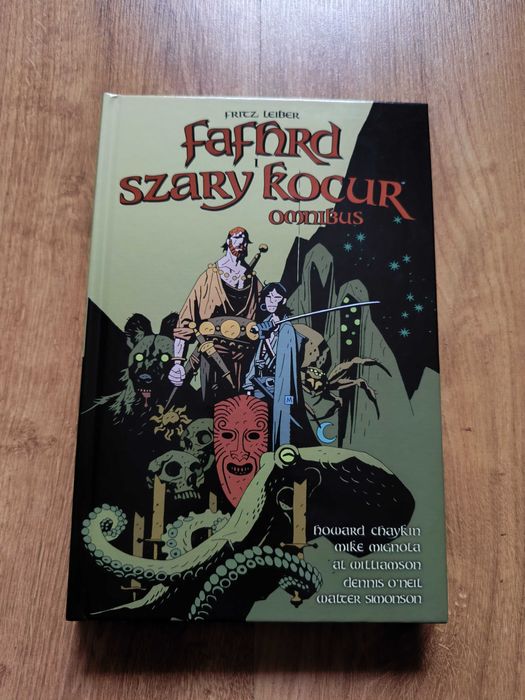 FRITZ LEIBER
Fafhrd
i
Szary Kocur
omnibus
M
Howard Chaykin
Mike Mignola
Al Williamson
Dennis O'Neil
Walter Simonson